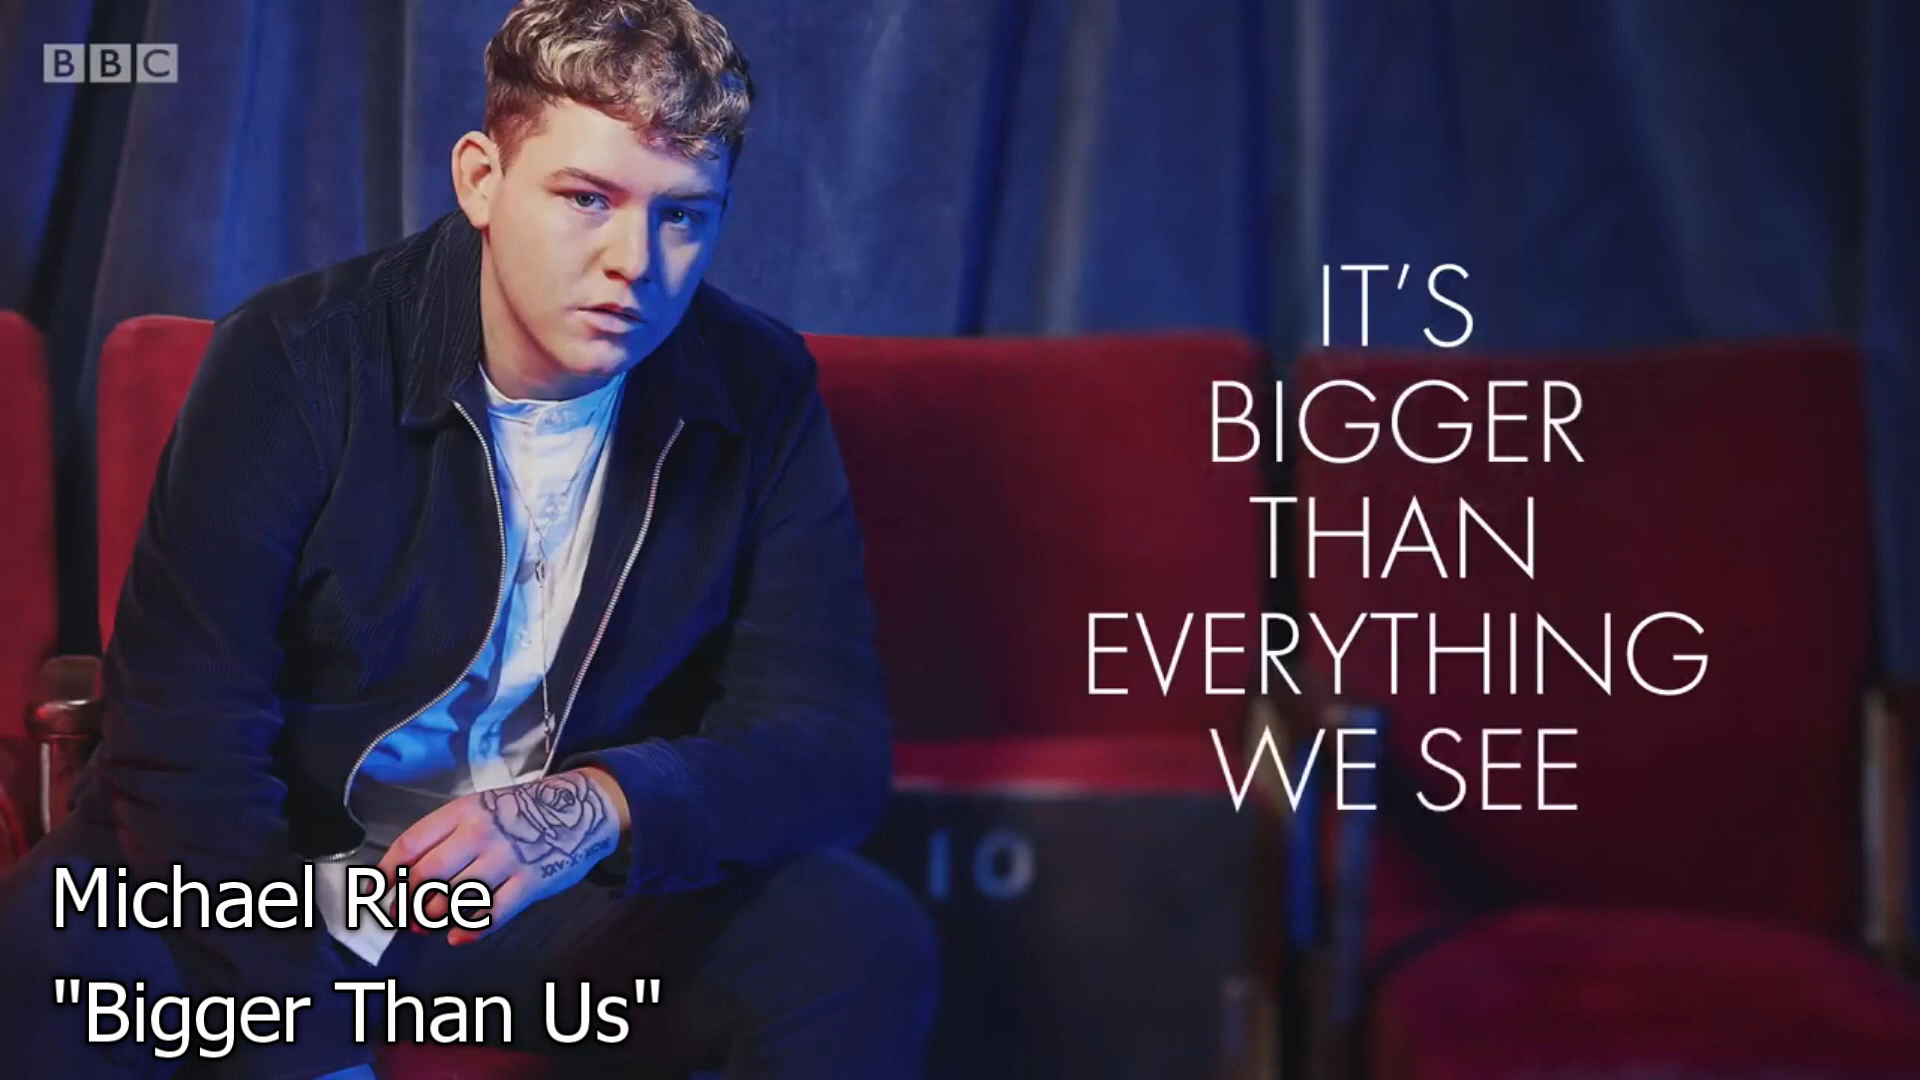 BBC
IT'S
BIGGER
THAN
EVERYTHING
WE SEE
10
Michael Rice
"Bigger Than Us"